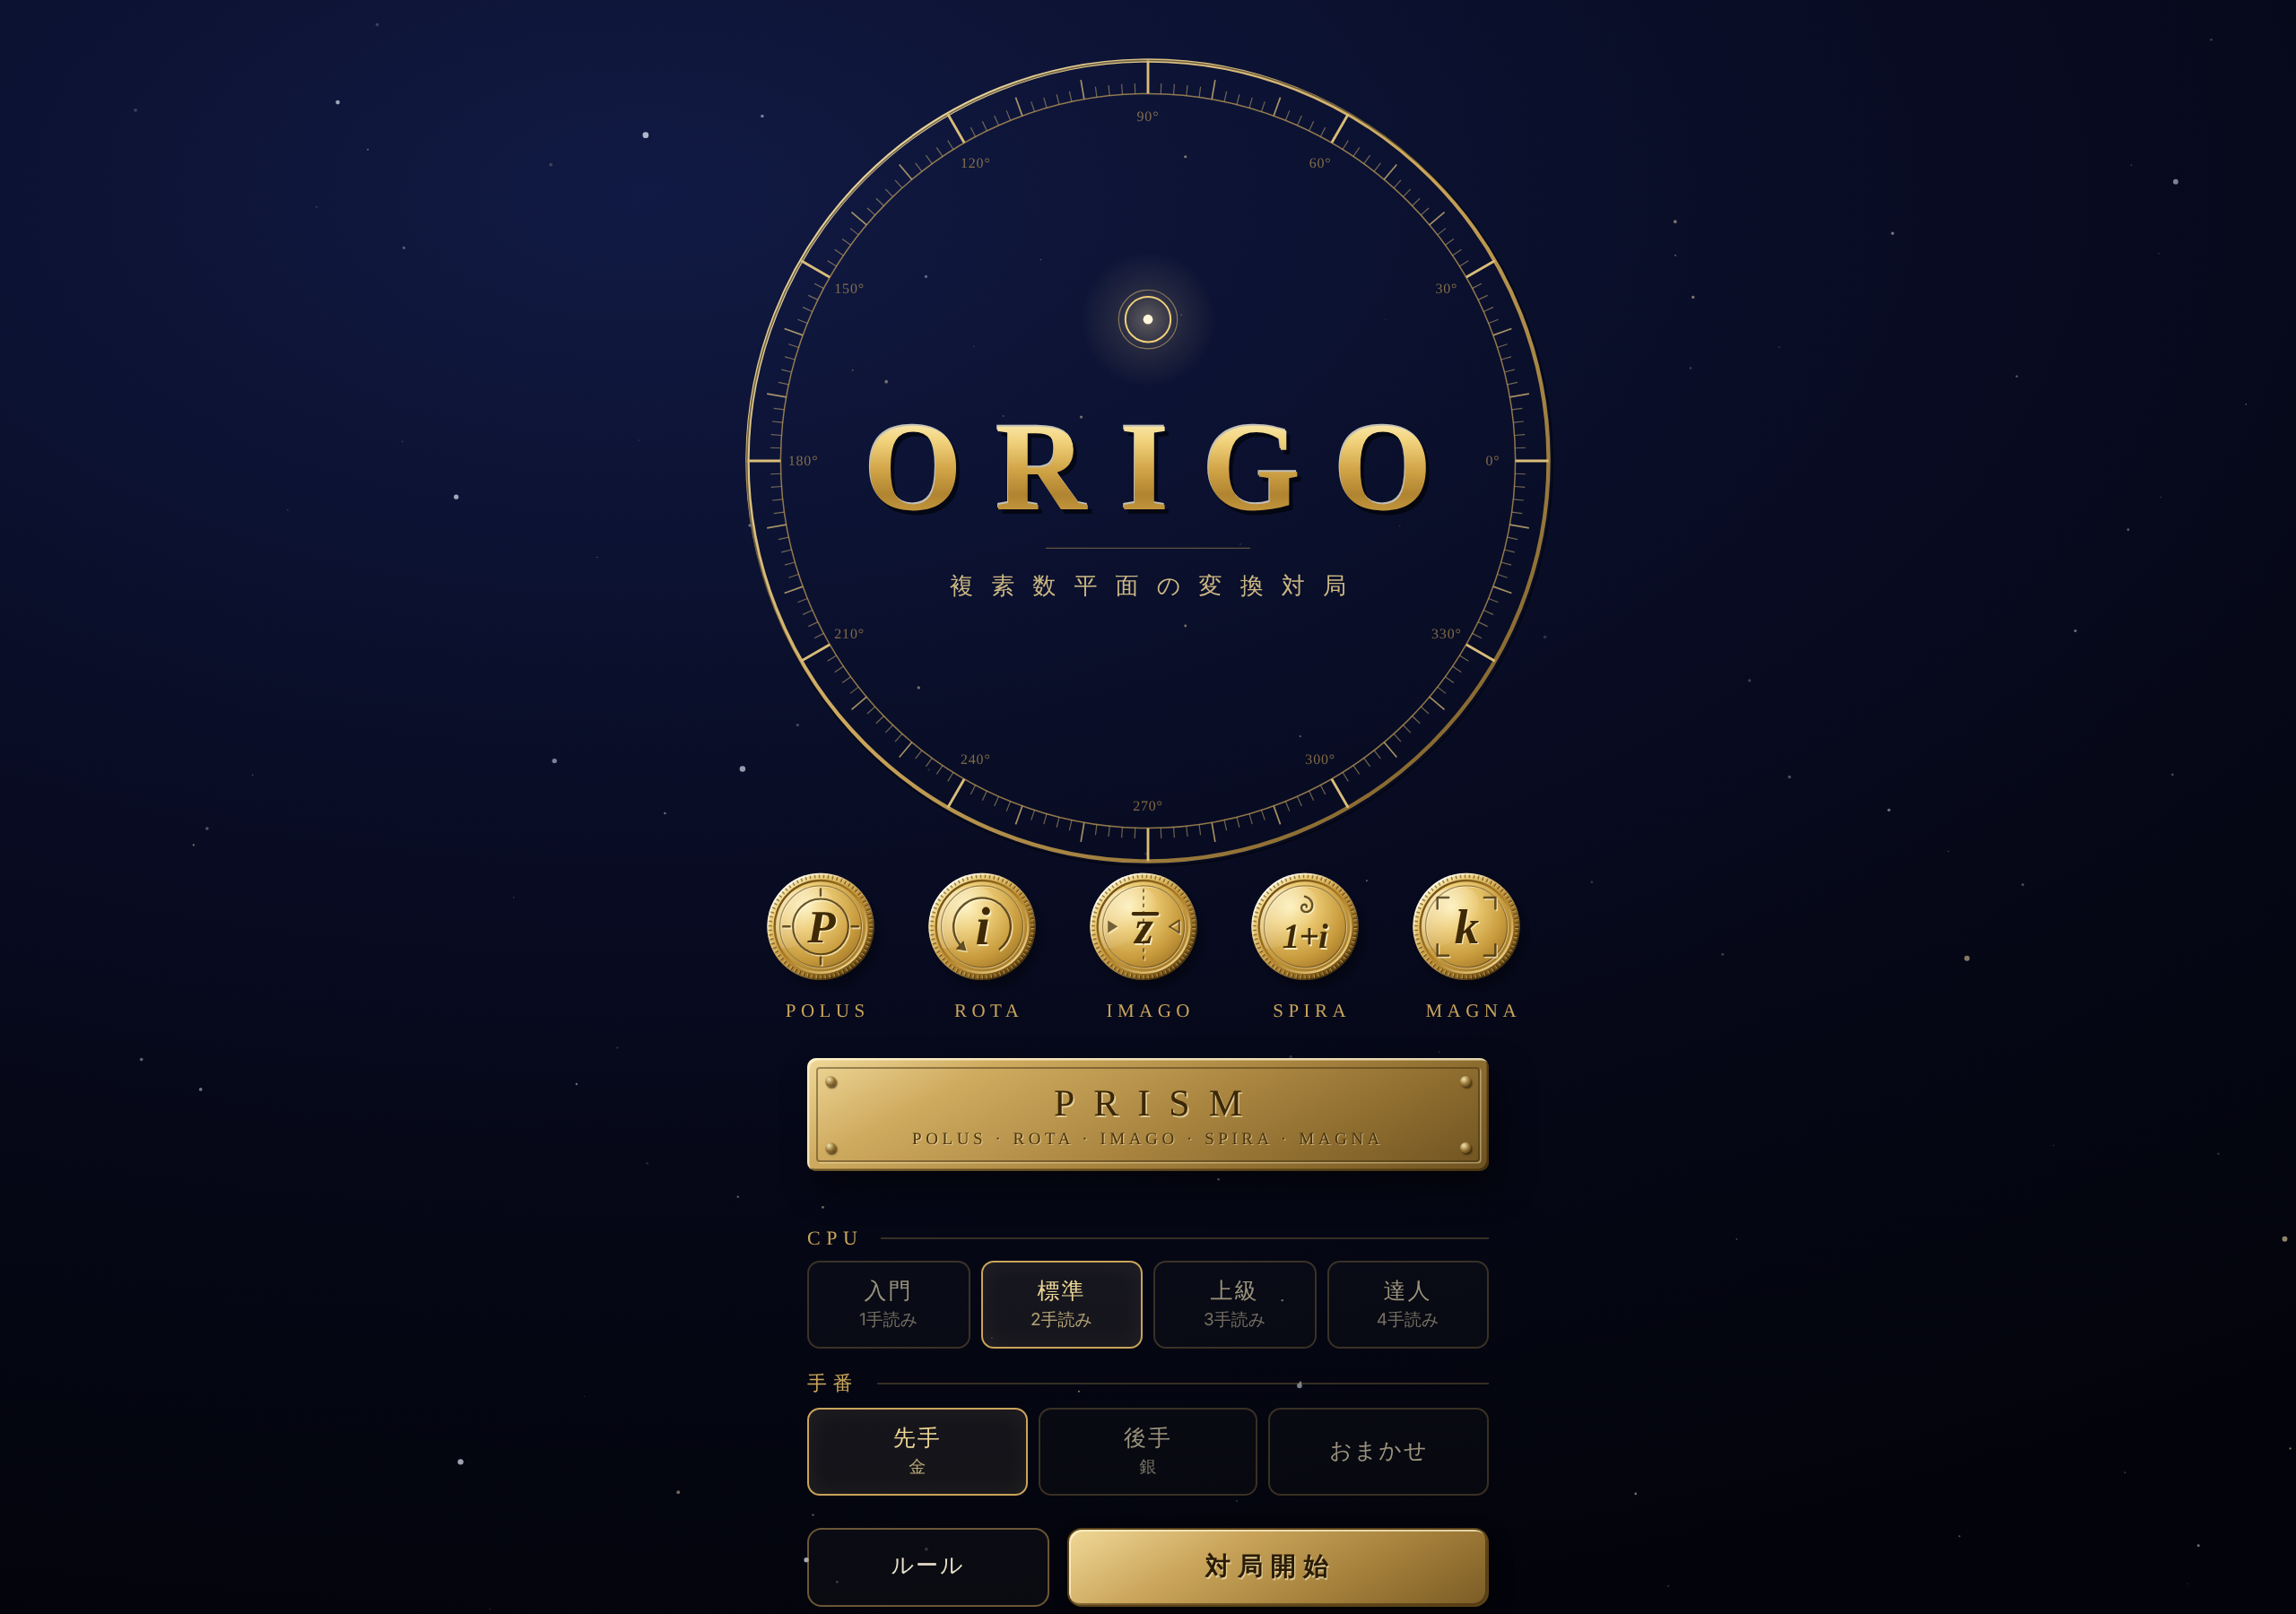 90°
120° 60°
150° 30°
ORIGO
180° 0°
複素数平面の変換対局
210° 330°
240° 300°
270°
P i z̅ 1+i k
POLUS ROTA IMAGO SPIRA MAGNA
PRISM
POLUS · ROTA · IMAGO · SPIRA · MAGNA
CPU
入門 標準 上級 達人
1手読み 2手読み 3手読み 4手読み
手番
先手 後手 おまかせ
金 銀
ルール 対局開始